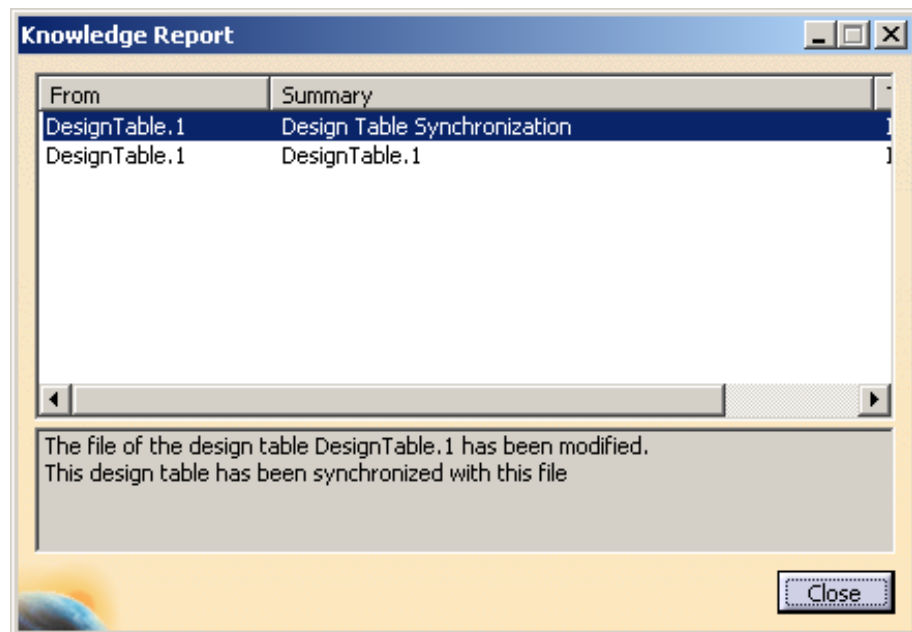 Knowledge Report
From Summary
DesignTable.1 Design Table Synchronization
DesignTable.1 DesignTable.1
The file of the design table DesignTable.1 has been modified.
This design table has been synchronized with this file
Close